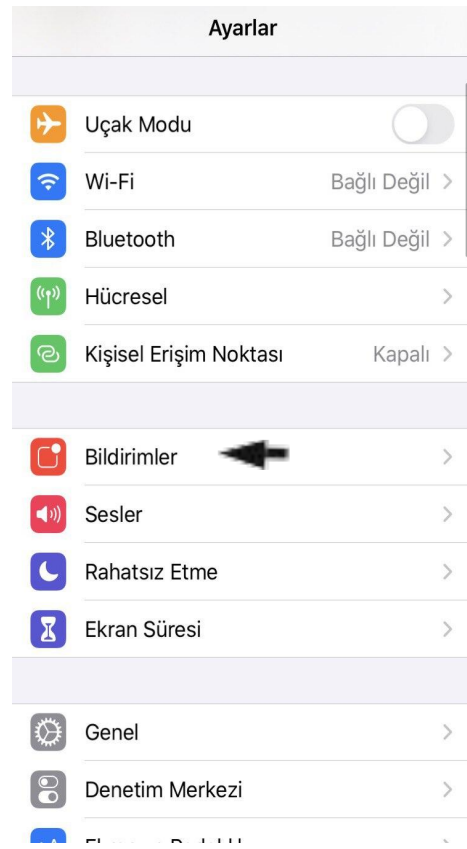 Ayarlar
Uçak Modu
Wi-Fi Bağlı Değil
Bluetooth Bağlı Değil
Hücresel
Kişisel Erişim Noktası Kapalı
Bildirimler
Sesler
Rahatsız Etme
Ekran Süresi
Genel
Denetim Merkezi